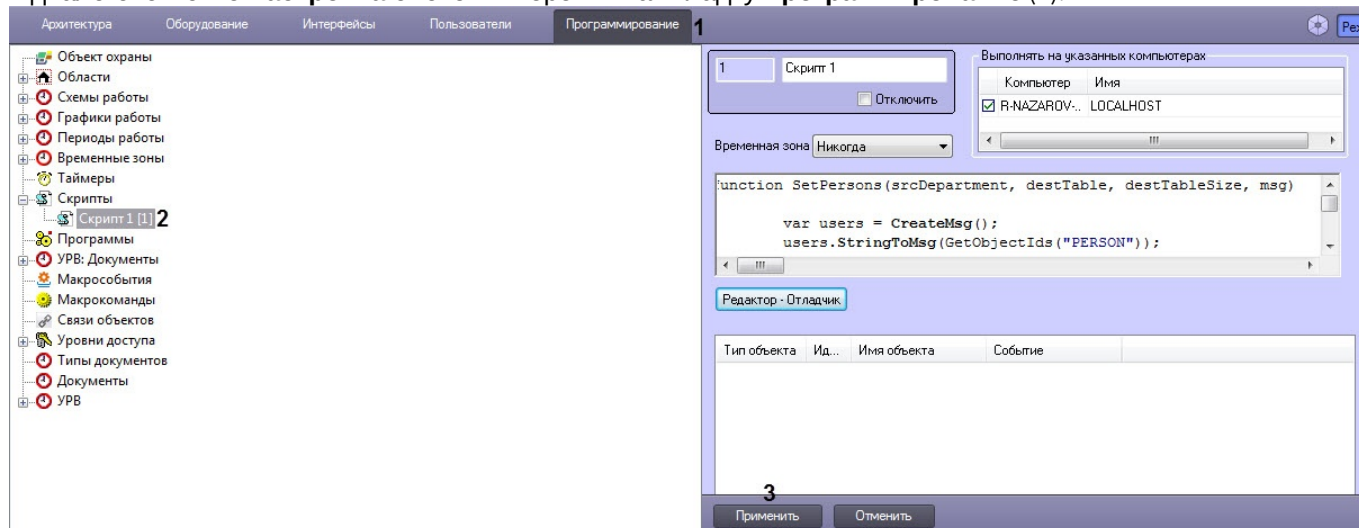 Архитектура Оборудование Интерфейсы Пользователи Программирование 1
Объект охраны
Области
Схемы работы
Графики работы
Периоды работы
Временные зоны
Таймеры
Скрипты
Скрипт 1 [1] 2
Программы
УРВ: Документы
Макрособытия
Макрокоманды
Связи объектов
Уровни доступа
Типы документов
Документы
УРВ
1 Скрипт 1
Отключить
Выполнять на указанных компьютерах
Компьютер Имя
R-NAZAROV-.. LOCALHOST
Временная зона Никогда
unction SetPersons(srcDepartment, destTable, destTableSize, msg)
var users = CreateMsg();
users.StringToMsg(GetObjectIds("PERSON"));
Редактор - Отладчик
Тип объекта Ид... Имя объекта Событие
3
Применить Отменить